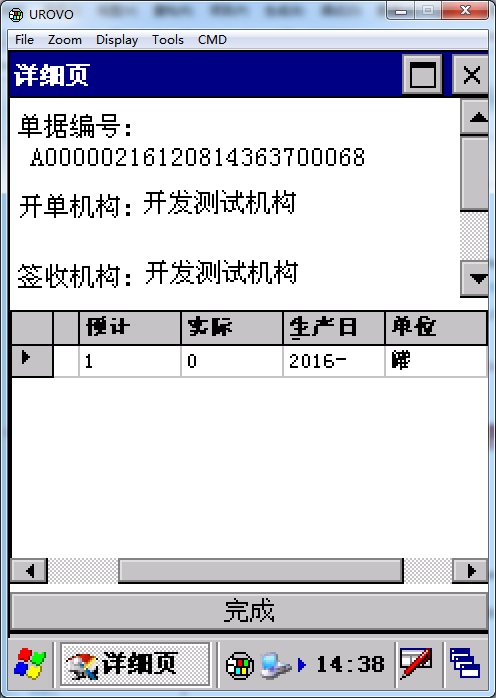 UROVO
File Zoom Display Tools CMD
详细页
单据编号：
A000002161208143637​00068
开单机构：开发测试机构
签收机构：开发测试机构
预计 实际 生产日 单位
1 0 2016- 罐
完成
详细页 14:38